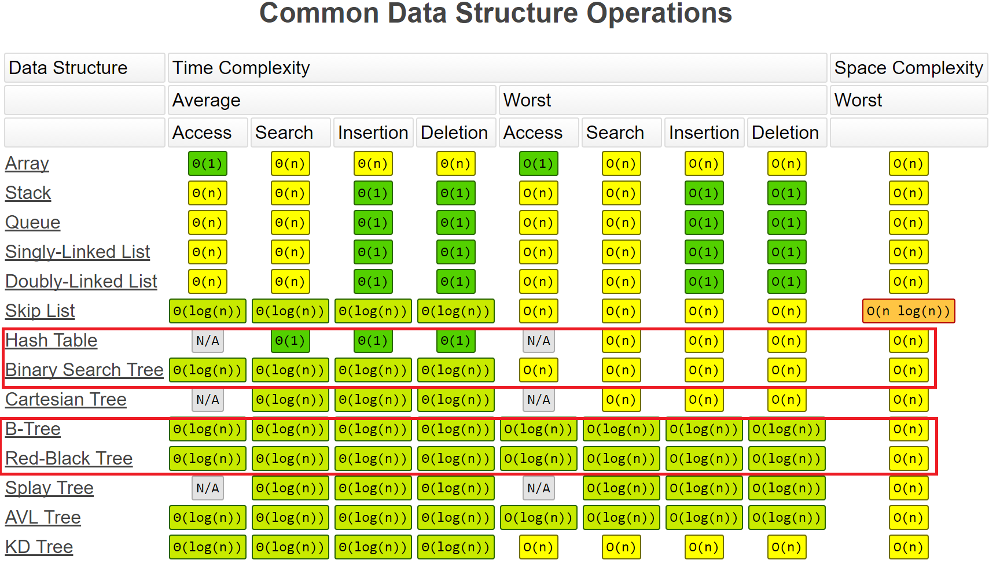 Common Data Structure Operations
Data Structure Time Complexity Space Complexity
Average Worst Worst
Access Search Insertion Deletion Access Search Insertion Deletion
Array Θ(1) Θ(n) Θ(n) Θ(n) O(1) O(n) O(n) O(n) O(n)
Stack Θ(n) Θ(n) Θ(1) Θ(1) O(n) O(n) O(1) O(1) O(n)
Queue Θ(n) Θ(n) Θ(1) Θ(1) O(n) O(n) O(1) O(1) O(n)
Singly-Linked List Θ(n) Θ(n) Θ(1) Θ(1) O(n) O(n) O(1) O(1) O(n)
Doubly-Linked List Θ(n) Θ(n) Θ(1) Θ(1) O(n) O(n) O(1) O(1) O(n)
Skip List Θ(log(n)) Θ(log(n)) Θ(log(n)) Θ(log(n)) O(n) O(n) O(n) O(n) O(n log(n))
Hash Table N/A Θ(1) Θ(1) Θ(1) N/A O(n) O(n) O(n) O(n)
Binary Search Tree Θ(log(n)) Θ(log(n)) Θ(log(n)) Θ(log(n)) O(n) O(n) O(n) O(n) O(n)
Cartesian Tree N/A Θ(log(n)) Θ(log(n)) Θ(log(n)) N/A O(n) O(n) O(n) O(n)
B-Tree Θ(log(n)) Θ(log(n)) Θ(log(n)) Θ(log(n)) O(log(n)) O(log(n)) O(log(n)) O(log(n)) O(n)
Red-Black Tree Θ(log(n)) Θ(log(n)) Θ(log(n)) Θ(log(n)) O(log(n)) O(log(n)) O(log(n)) O(log(n)) O(n)
Splay Tree N/A Θ(log(n)) Θ(log(n)) Θ(log(n)) N/A O(log(n)) O(log(n)) O(log(n)) O(n)
AVL Tree Θ(log(n)) Θ(log(n)) Θ(log(n)) Θ(log(n)) O(log(n)) O(log(n)) O(log(n)) O(log(n)) O(n)
KD Tree Θ(log(n)) Θ(log(n)) Θ(log(n)) Θ(log(n)) O(n) O(n) O(n) O(n) O(n)